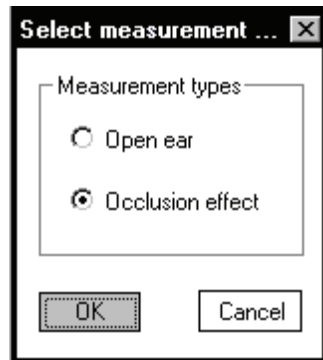 Select measurement ...
Measurement types
Open ear
Occlusion effect
OK Cancel